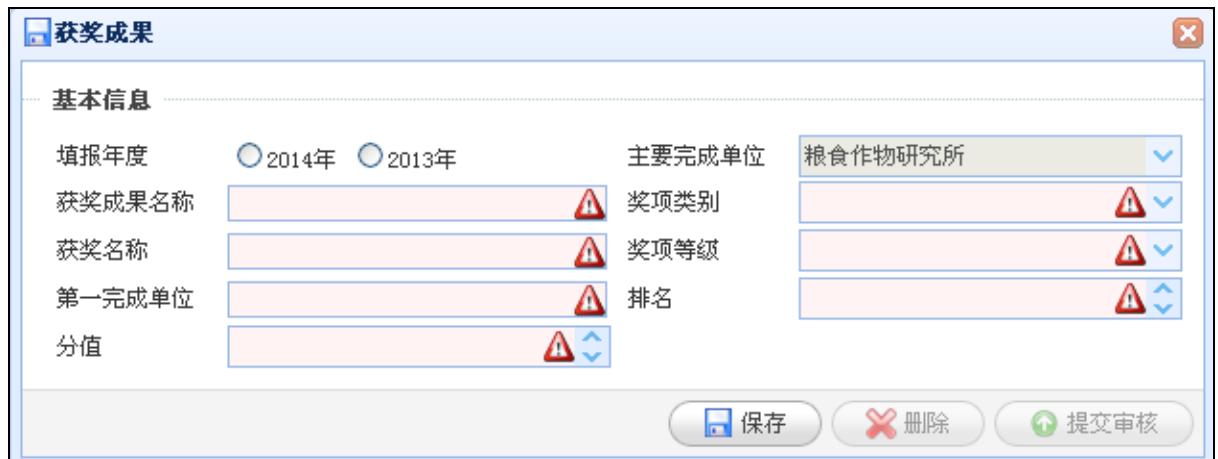 获奖成果
基本信息
填报年度 2014年 2013年 主要完成单位 粮食作物研究所
获奖成果名称 奖项类别
获奖名称 奖项等级
第一完成单位 排名
分值
保存 删除 提交审核